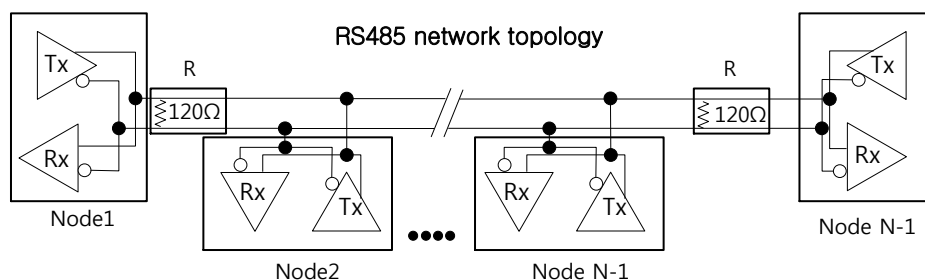 RS485 network topology
Tx
R
R
Tx
120Ω
120Ω
Rx
Rx
Rx
Tx
Rx
Tx
Node1
Node N-1
Node2
Node N-1